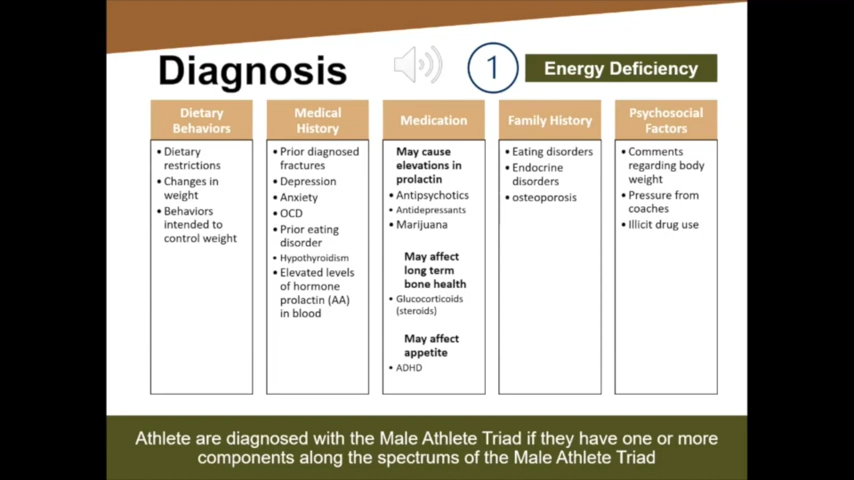 Diagnosis
1
Energy Deficiency
Dietary
Behaviors
• Dietary
restrictions
• Changes in
weight
• Behaviors
intended to
control weight
Medical
History
• Prior diagnosed
fractures
• Depression
• Anxiety
• OCD
• Prior eating
disorder
• Hypothyroidism
• Elevated levels
of hormone
prolactin (AA)
in blood
Medication
May cause
elevations in
prolactin
• Antipsychotics
• Antidepressants
• Marijuana
May affect
long term
bone health
• Glucocorticoids
(steroids)
May affect
appetite
• ADHD
Family History
• Eating disorders
• Endocrine
disorders
• osteoporosis
Psychosocial
Factors
• Comments
regarding body
weight
• Pressure from
coaches
• Illicit drug use
Athlete are diagnosed with the Male Athlete Triad if they have one or more
components along the spectrums of the Male Athlete Triad